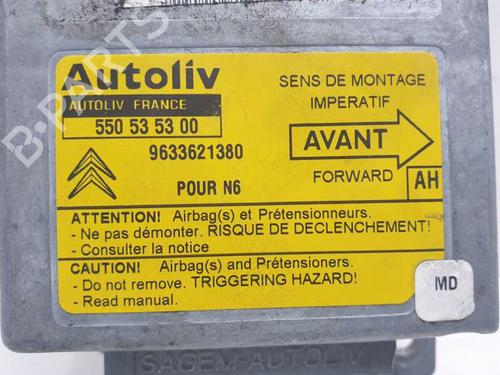 Autoliv
AUTOLIV FRANCE
550 53 53 00
9633621380
POUR N6
SENS DE MONTAGE
IMPERATIF
AVANT
FORWARD
AH
ATTENTION! Airbag(s) et Prétensionneurs.
- Ne pas démonter. RISQUE DE DECLENCHEMENT!
- Consulter la notice
CAUTION! Airbag(s) and Prétensioners.
- Do not remove. TRIGGERING HAZARD!
- Read manual.
MD
SAGEM-AUTOLIV
B-PARTS